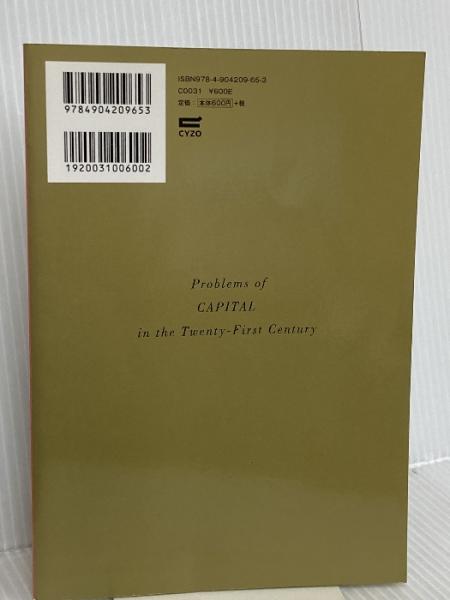 ISBN978-4-904209-65-3
C0031 ¥600E
定価：本体600円＋税
CYZO
9784904209653
1920031006002
Problems of
CAPITAL
in the Twenty-First Century